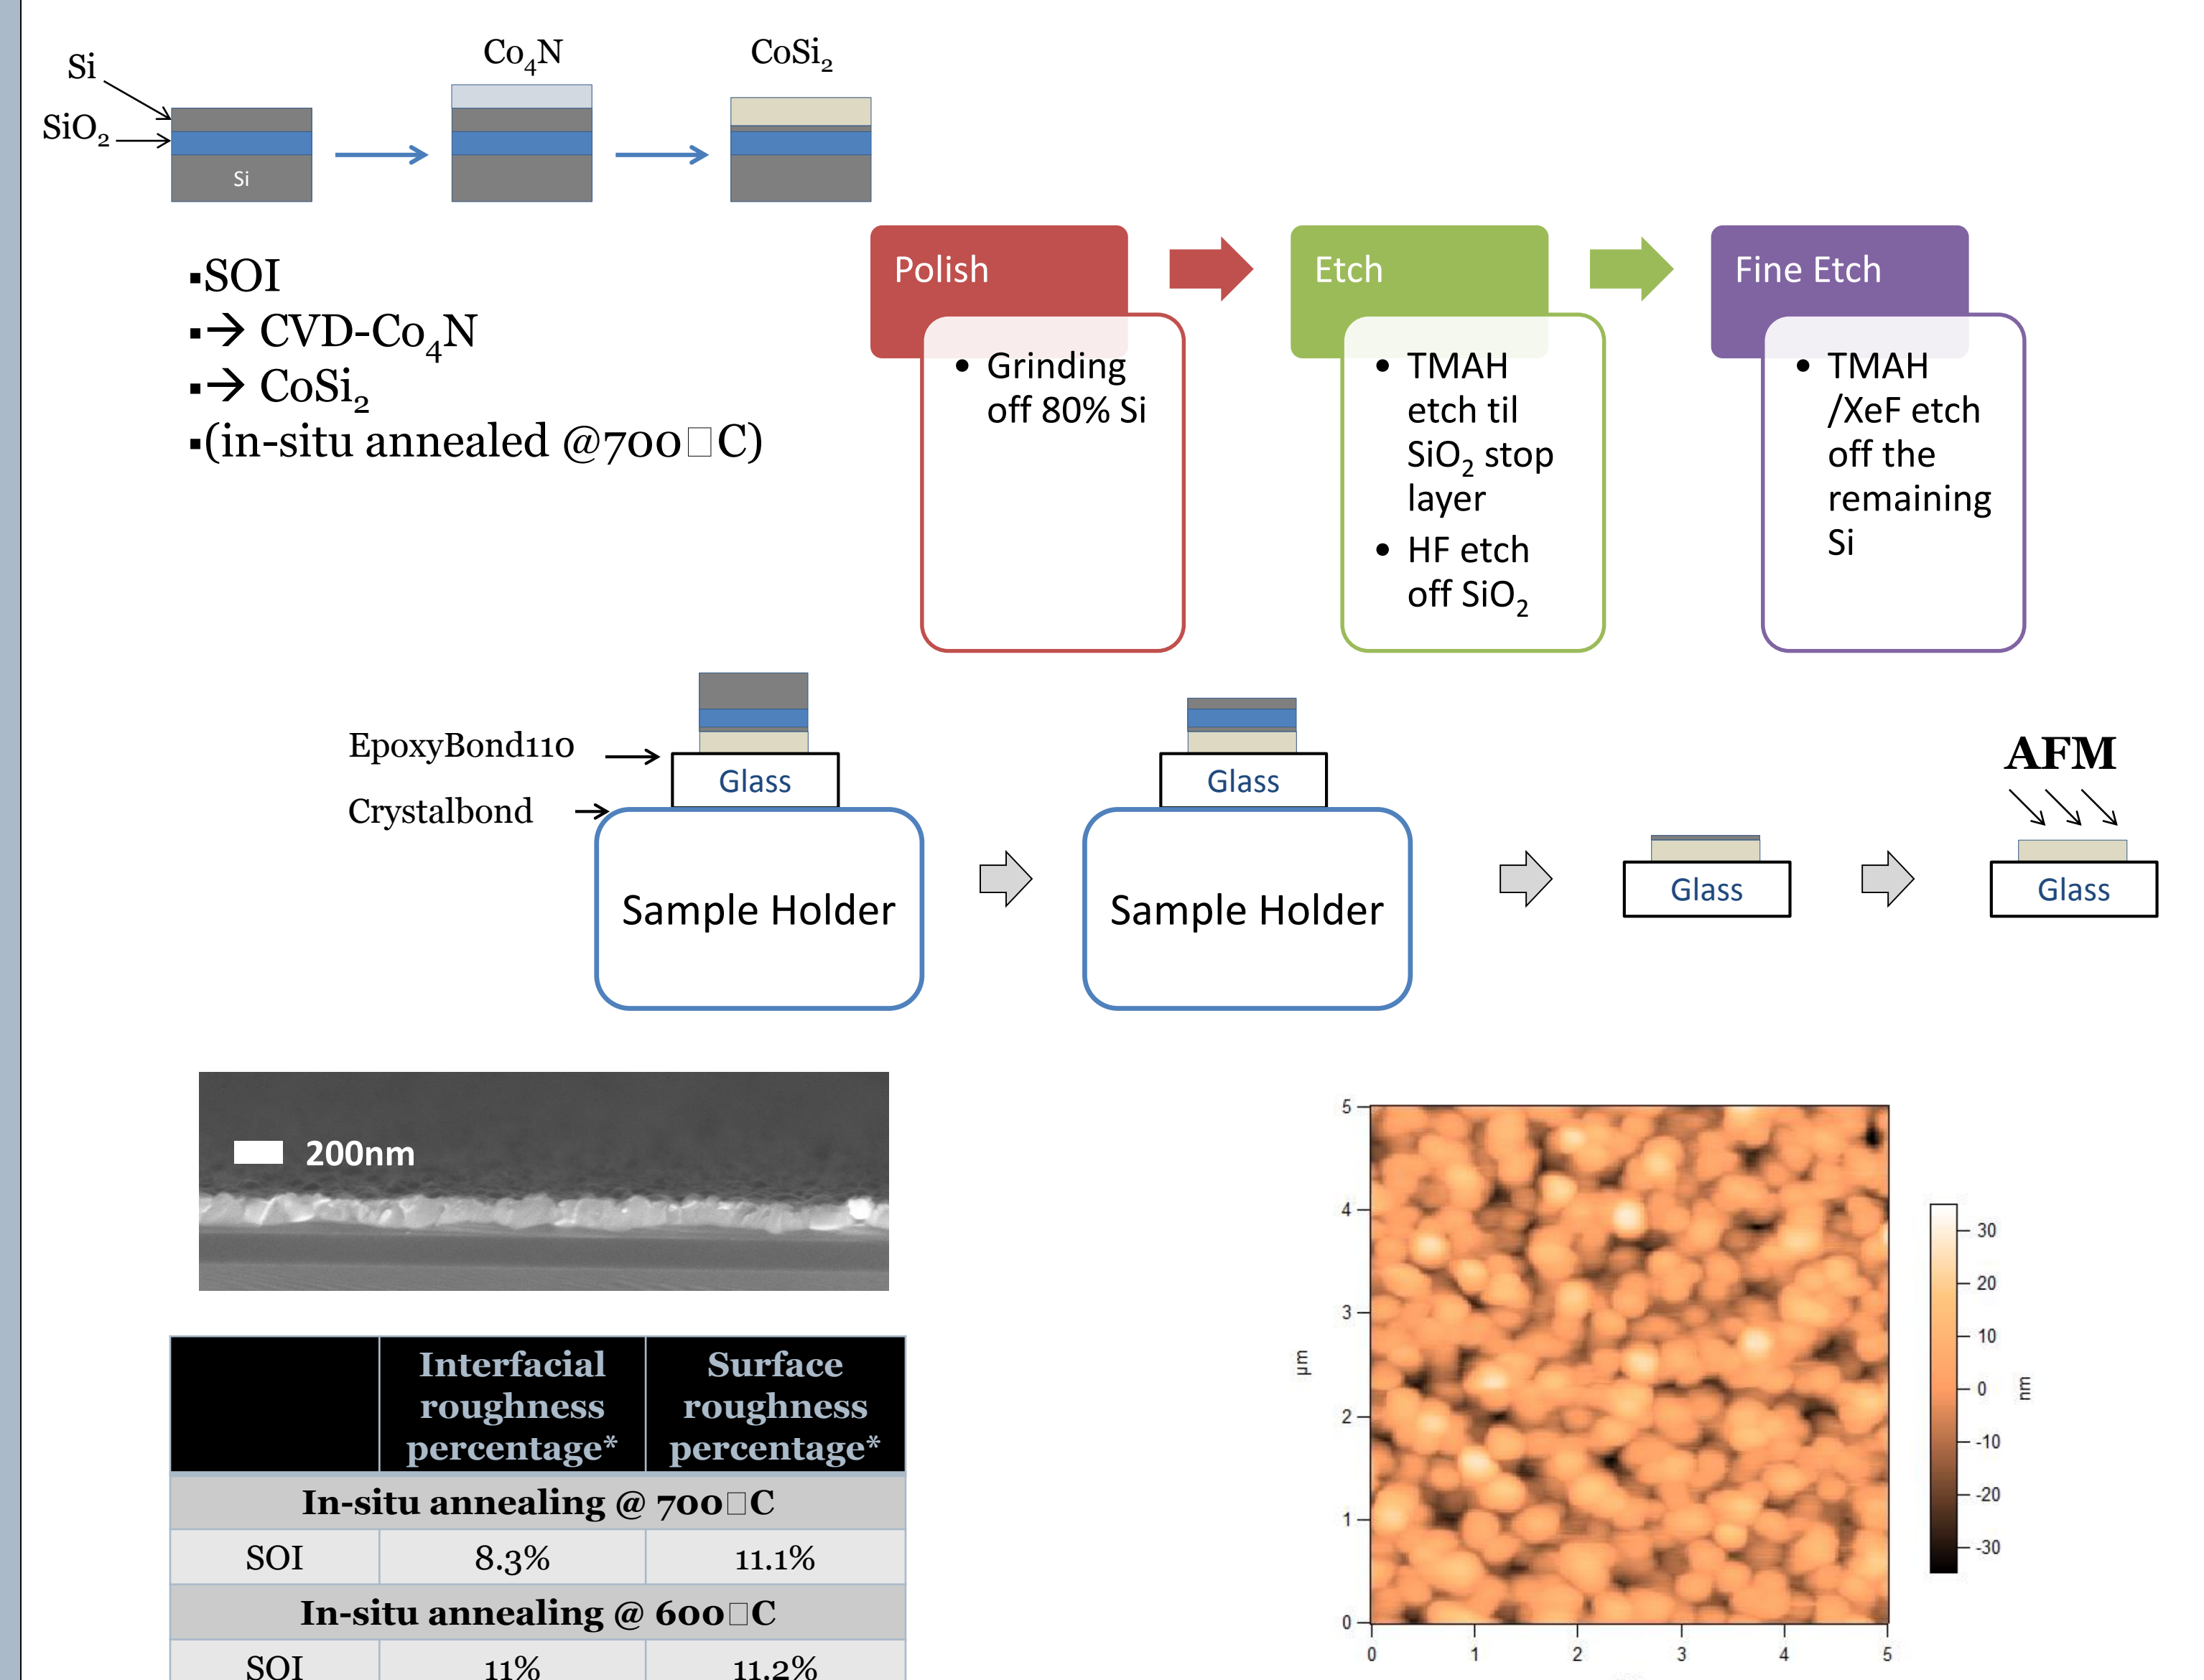 Si
SiO₂
Si
Co₄N
CoSi₂
▪SOI
▪→ CVD-Co₄N
▪→ CoSi₂
▪(in-situ annealed @700□C)
Polish
• Grinding
off 80% Si
Etch
• TMAH
etch til
SiO₂ stop
layer
• HF etch
off SiO₂
Fine Etch
• TMAH
/XeF etch
off the
remaining
Si
EpoxyBond110
Crystalbond
Glass
Sample Holder
Glass
Sample Holder
Glass
AFM
Glass
200nm
Interfacial
roughness
percentage*
Surface
roughness
percentage*
In-situ annealing @ 700□C
SOI 8.3% 11.1%
In-situ annealing @ 600□C
SOI 11% 11.2%
5
4
3
2
1
0
µm
0 1 2 3 4 5
30
20
10
0
-10
-20
-30
nm